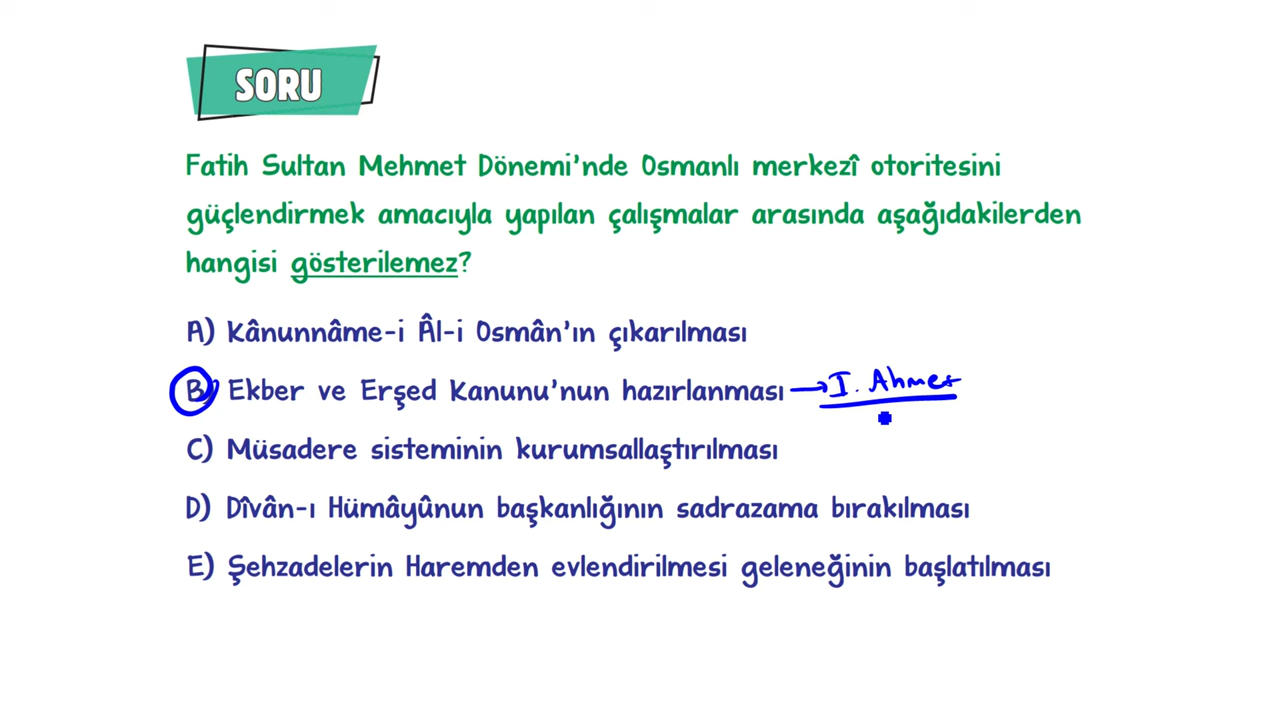 SORU
Fatih Sultan Mehmet Dönemi'nde Osmanlı merkezî otoritesini
güçlendirmek amacıyla yapılan çalışmalar arasında aşağıdakilerden
hangisi gösterilemez?
A) Kânunnâme-i Âl-i Osmân'ın çıkarılması
B) Ekber ve Erşed Kanunu'nun hazırlanması → I. Ahmet
C) Müsadere sisteminin kurumsallaştırılması
D) Dîvân-ı Hümâyûnun başkanlığının sadrazama bırakılması
E) Şehzadelerin Haremden evlendirilmesi geleneğinin başlatılması